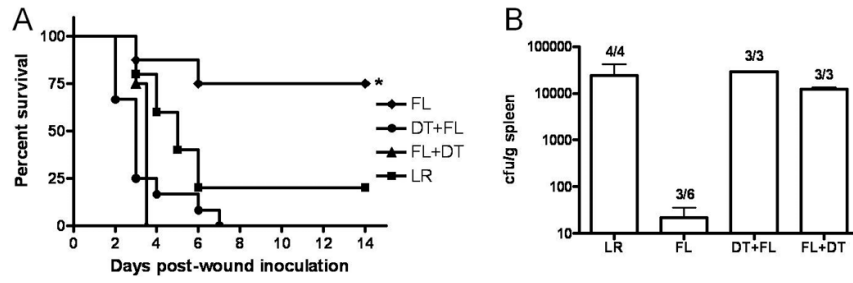 A
Percent survival
100
75
50
25
0
0 2 4 6 8 10 12 14
Days post-wound inoculation
*
FL
DT+FL
FL+DT
LR
B
cfu/g spleen
100000
10000
1000
100
10
4/4
3/6
3/3
3/3
LR FL DT+FL FL+DT